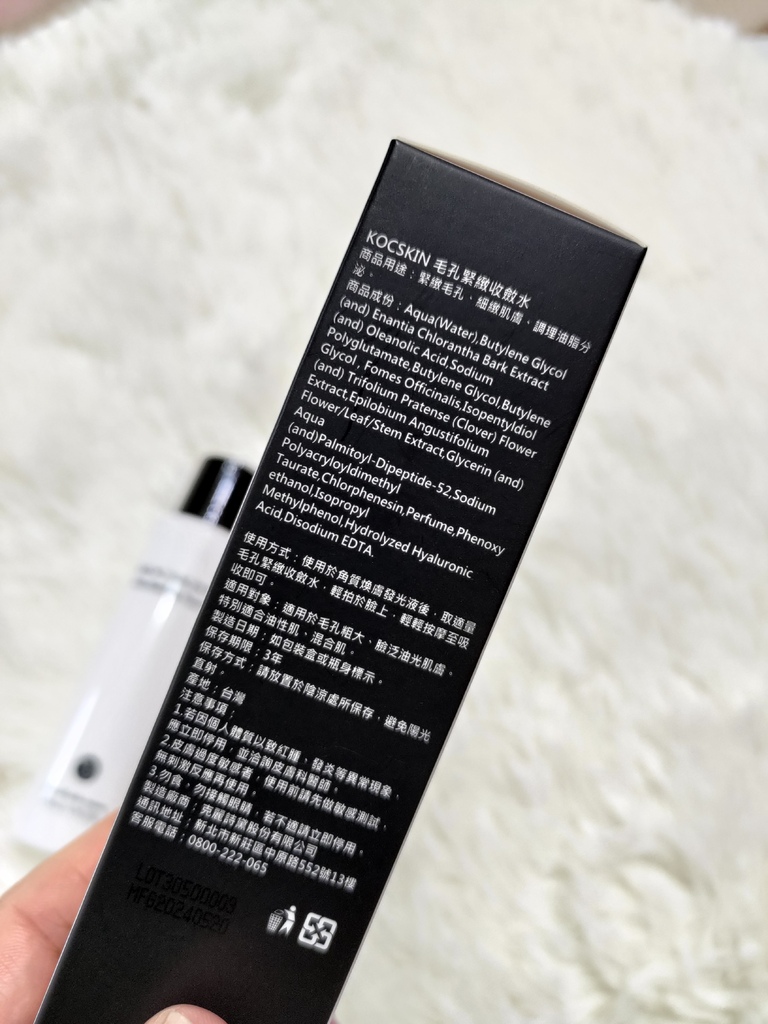 KOCSKIN 毛孔緊緻收斂水
商品用途：緊緻毛孔、細緻肌膚、調理油脂分
泌。
商品成份：Aqua(Water),Butylene Glycol
(and) Enantia Chlorantha Bark Extract
(and) Oleanolic Acid,Sodium
Polyglutamate,Butylene Glycol,Butylene
Glycol , Fomes Officinalis,Isopentyldiol
(and) Trifolium Pratense (Clover) Flower
Extract,Epilobium Angustifolium
Flower/Leaf/Stem Extract,Glycerin (and)
Aqua
(and)Palmitoyl-Dipeptide-52,Sodium
Polyacryloyldimethyl
Taurate,Chlorphenesin,Perfume,Phenoxy
ethanol,Isopropyl
Methylphenol,Hydrolyzed Hyaluronic
Acid,Disodium EDTA.
使用方式：使用於角質煥膚發光液後，取適量
毛孔緊緻收斂水，輕拍於臉上，輕輕按摩至吸
收即可。
適用對象：適用於毛孔粗大、臉泛油光肌膚。
特別適合油性肌、混合肌。
製造日期：如包裝盒或瓶身標示。
保存期限：3年
保存方式：請放置於陰涼處所保存，避免陽光
直射。
產地：台灣
注意事項：
1.若因個人體質以致紅腫、發炎等異常現象，
應立即停用，並洽詢皮膚科醫師。
2.皮膚過度敏感者，使用前請先做敏感測試，
無刺激反應再使用。
3.勿食、勿接觸眼睛，若不適請立即停用。
製造廠商：克麗詩黛股份有限公司
通訊地址：新北市新莊區中原路552號13樓
客服電話：0800-222-065
LOT30500009
MFG20240520